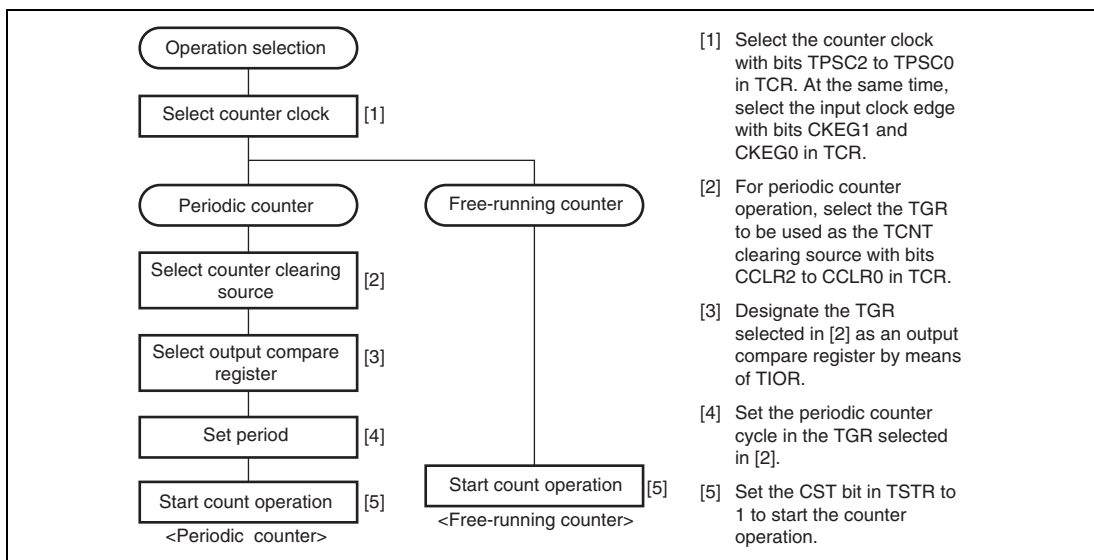 Operation selection
Select counter clock
[1]
Periodic counter
Free-running counter
Select counter clearing
source
[2]
Select output compare
register
[3]
Set period
[4]
Start count operation
[5]
<Periodic counter>
Start count operation
[5]
<Free-running counter>
[1] Select the counter clock
with bits TPSC2 to TPSC0
in TCR. At the same time,
select the input clock edge
with bits CKEG1 and
CKEG0 in TCR.
[2] For periodic counter
operation, select the TGR
to be used as the TCNT
clearing source with bits
CCLR2 to CCLR0 in TCR.
[3] Designate the TGR
selected in [2] as an output
compare register by means
of TIOR.
[4] Set the periodic counter
cycle in the TGR selected
in [2].
[5] Set the CST bit in TSTR to
1 to start the counter
operation.